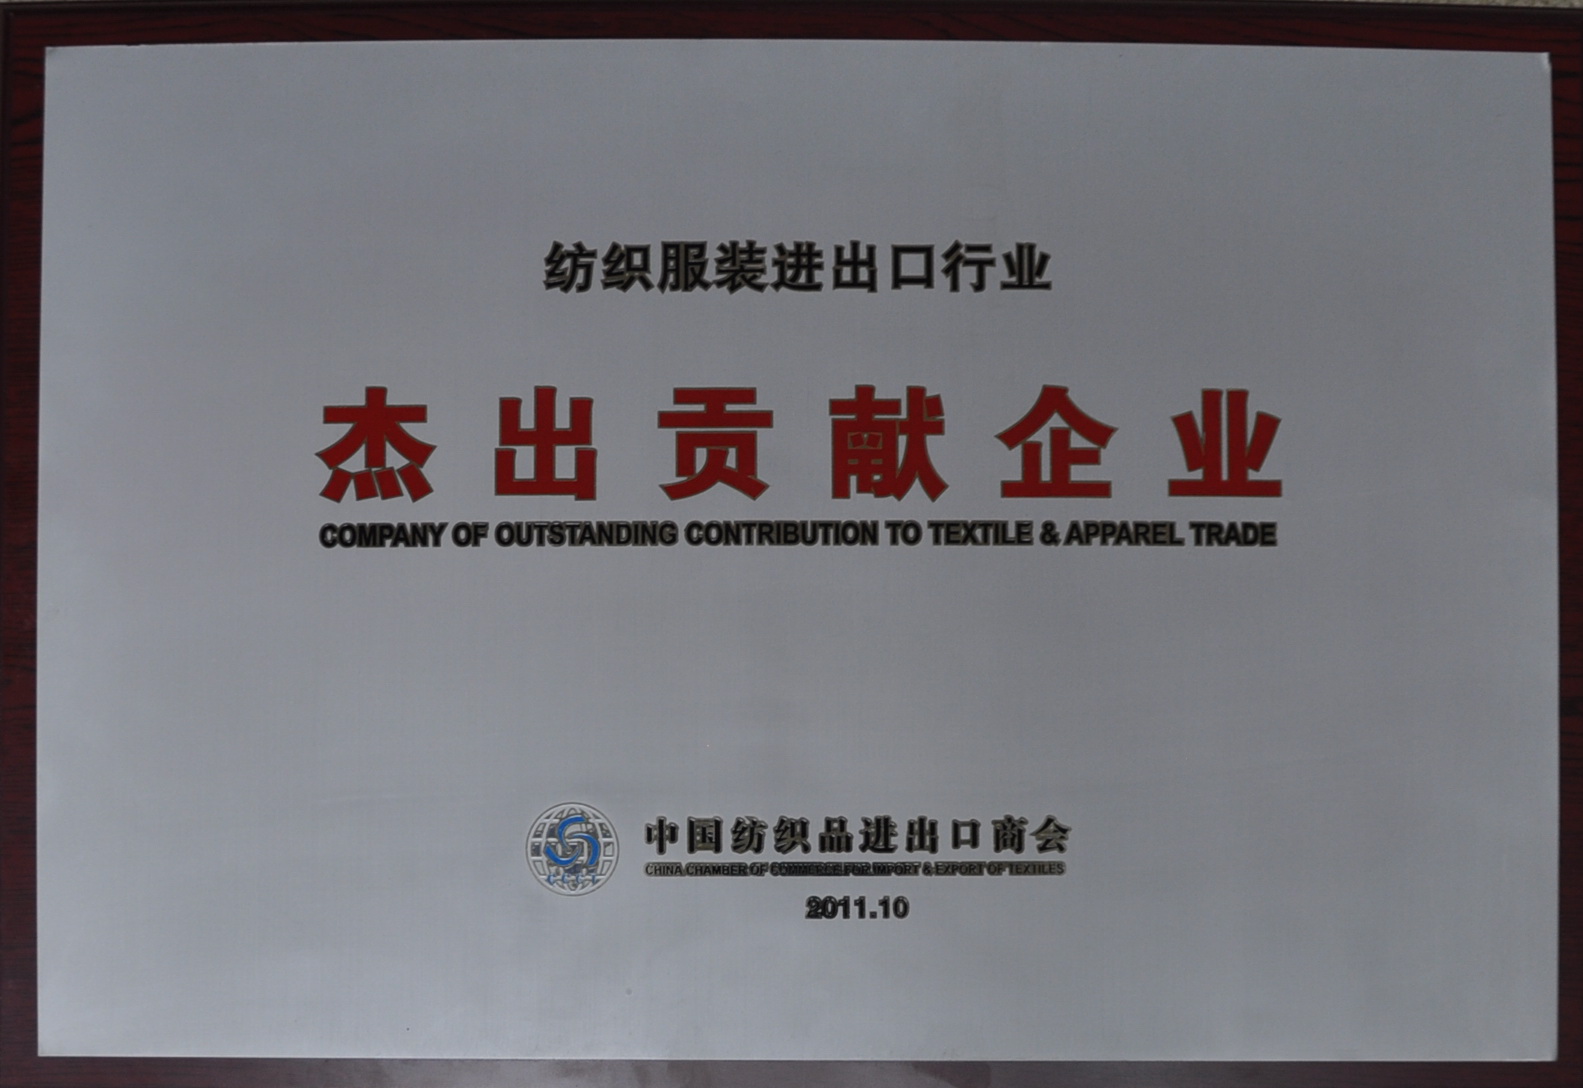 纺织服装进出口行业
杰出贡献企业
COMPANY OF OUTSTANDING CONTRIBUTION TO TEXTILE & APPAREL TRADE
中国纺织品进出口商会
CHINA CHAMBER OF COMMERCE FOR IMPORT & EXPORT OF TEXTILES
2011.10